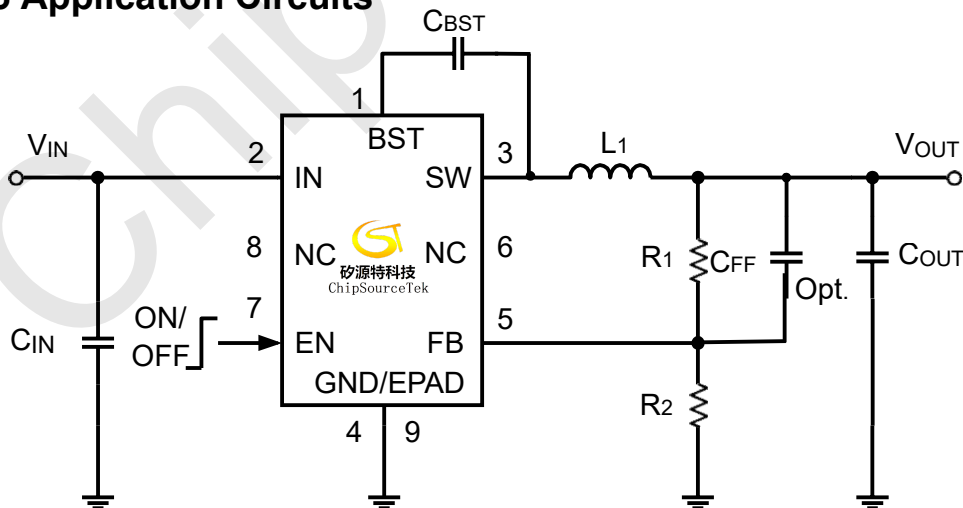 Application Circuits
CBST
1
BST
VIN
2
IN
SW
3
L1
VOUT
8
NC
NC
6
矽源特科技
ChipSourceTek
R1
CFF
Opt.
COUT
CIN
ON/
OFF
7
EN
FB
5
GND/EPAD
4
9
R2
Chip